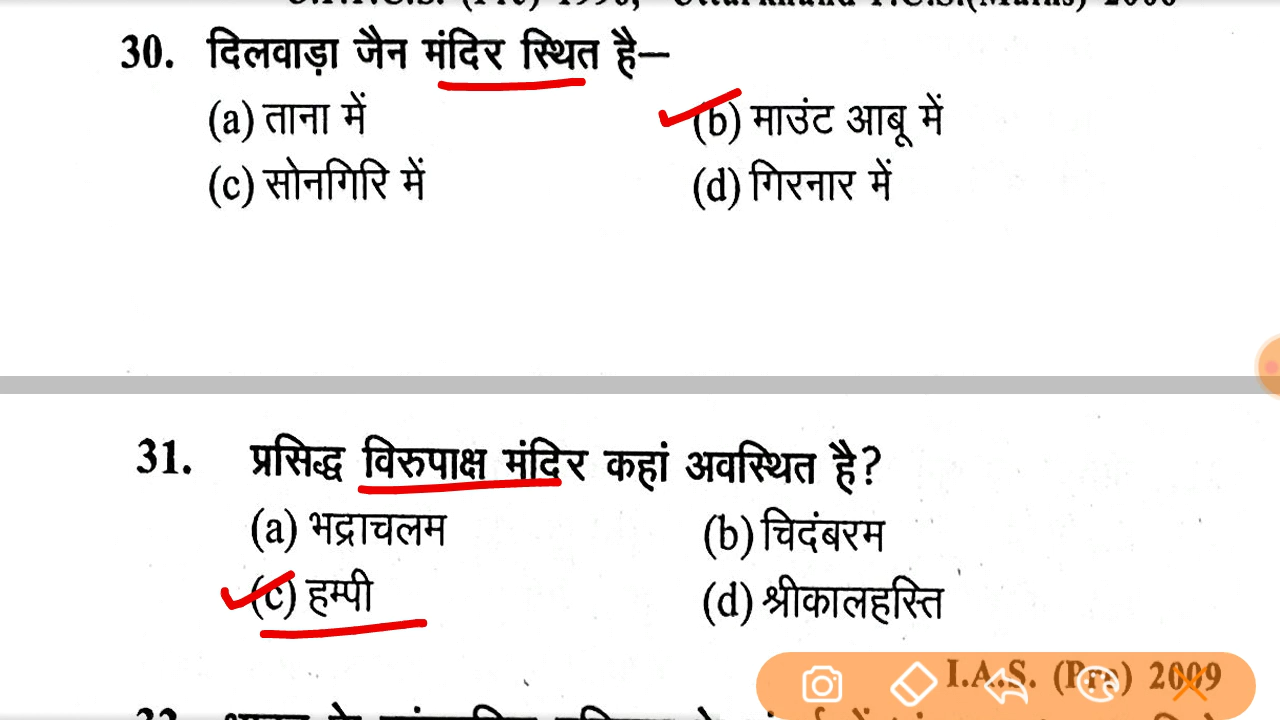 30. दिलवाड़ा जैन मंदिर स्थित है–
(a) ताना में (b) माउंट आबू में
(c) सोनगिरि में (d) गिरनार में
31. प्रसिद्ध विरुपाक्ष मंदिर कहां अवस्थित है?
(a) भद्राचलम (b) चिदंबरम
(c) हम्पी (d) श्रीकालहस्ति
I.A.S. (Pre) 2009